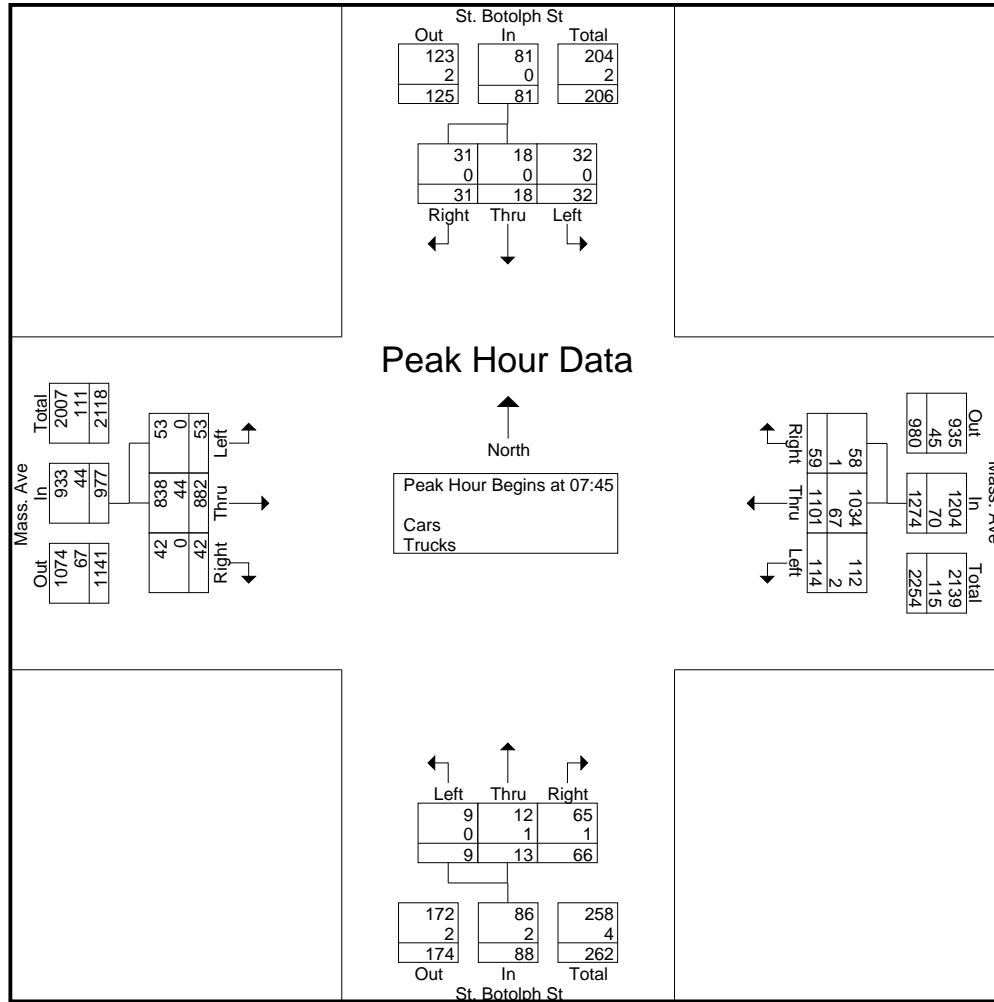 St. Botolph St
Out In Total
123 81 204
2 0 2
125 81 206
31 18 32
0 0 0
31 18 32
Right Thru Left
Peak Hour Data
North
Peak Hour Begins at 07:45
Cars
Trucks
Mass. Ave
Out In Total
1074 933 2007
67 44 111
1141 977 2118
42 838 53
0 44 0
42 882 53
Right Thru Left
Mass. Ave
Out In Total
935 1204 2139
45 70 115
980 1274 2254
58 1034 112
1 67 2
59 1101 114
Right Thru Left
Left Thru Right
9 12 65
0 1 1
9 13 66
172 86 258
2 2 4
174 88 262
Out In Total
St. Botolph St